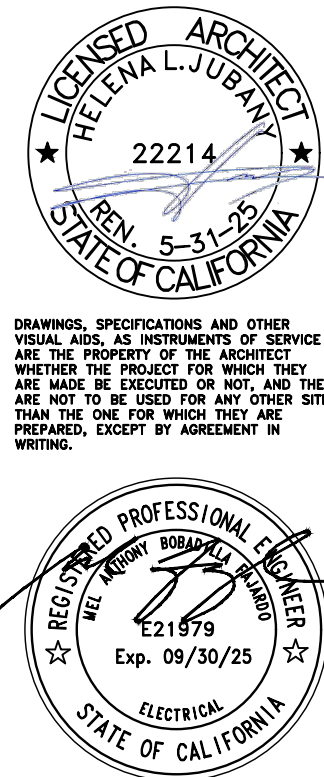 LICENSED ARCHITECT
HELENA L. JUBANY
22214
REN. 5-31-25
STATE OF CALIFORNIA
DRAWINGS, SPECIFICATIONS AND OTHER
VISUAL AIDS, AS INSTRUMENTS OF SERVICE
ARE THE PROPERTY OF THE ARCHITECT
WHETHER THE PROJECT FOR WHICH THEY
ARE MADE BE EXECUTED OR NOT, AND THE
ARE NOT TO BE USED FOR ANY OTHER SIT
THAN THE ONE FOR WHICH THEY ARE
PREPARED, EXCEPT BY AGREEMENT IN
WRITING.
REGISTERED PROFESSIONAL ENGINEER
MEL ANTHONY BOBADILLA FAJARDO
E21979
Exp. 09/30/25
ELECTRICAL
STATE OF CALIFORNIA